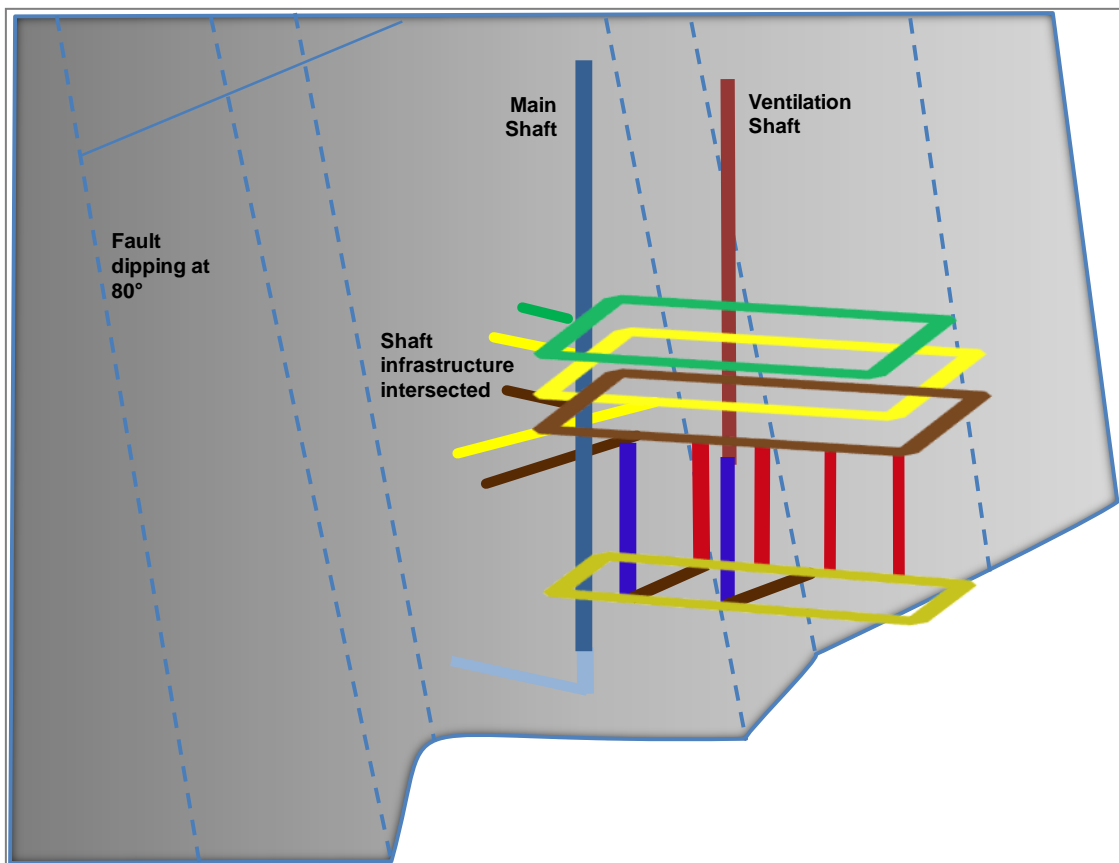 Main
Shaft
Ventilation
Shaft
Fault
dipping at
80°
Shaft
infrastructure
intersected